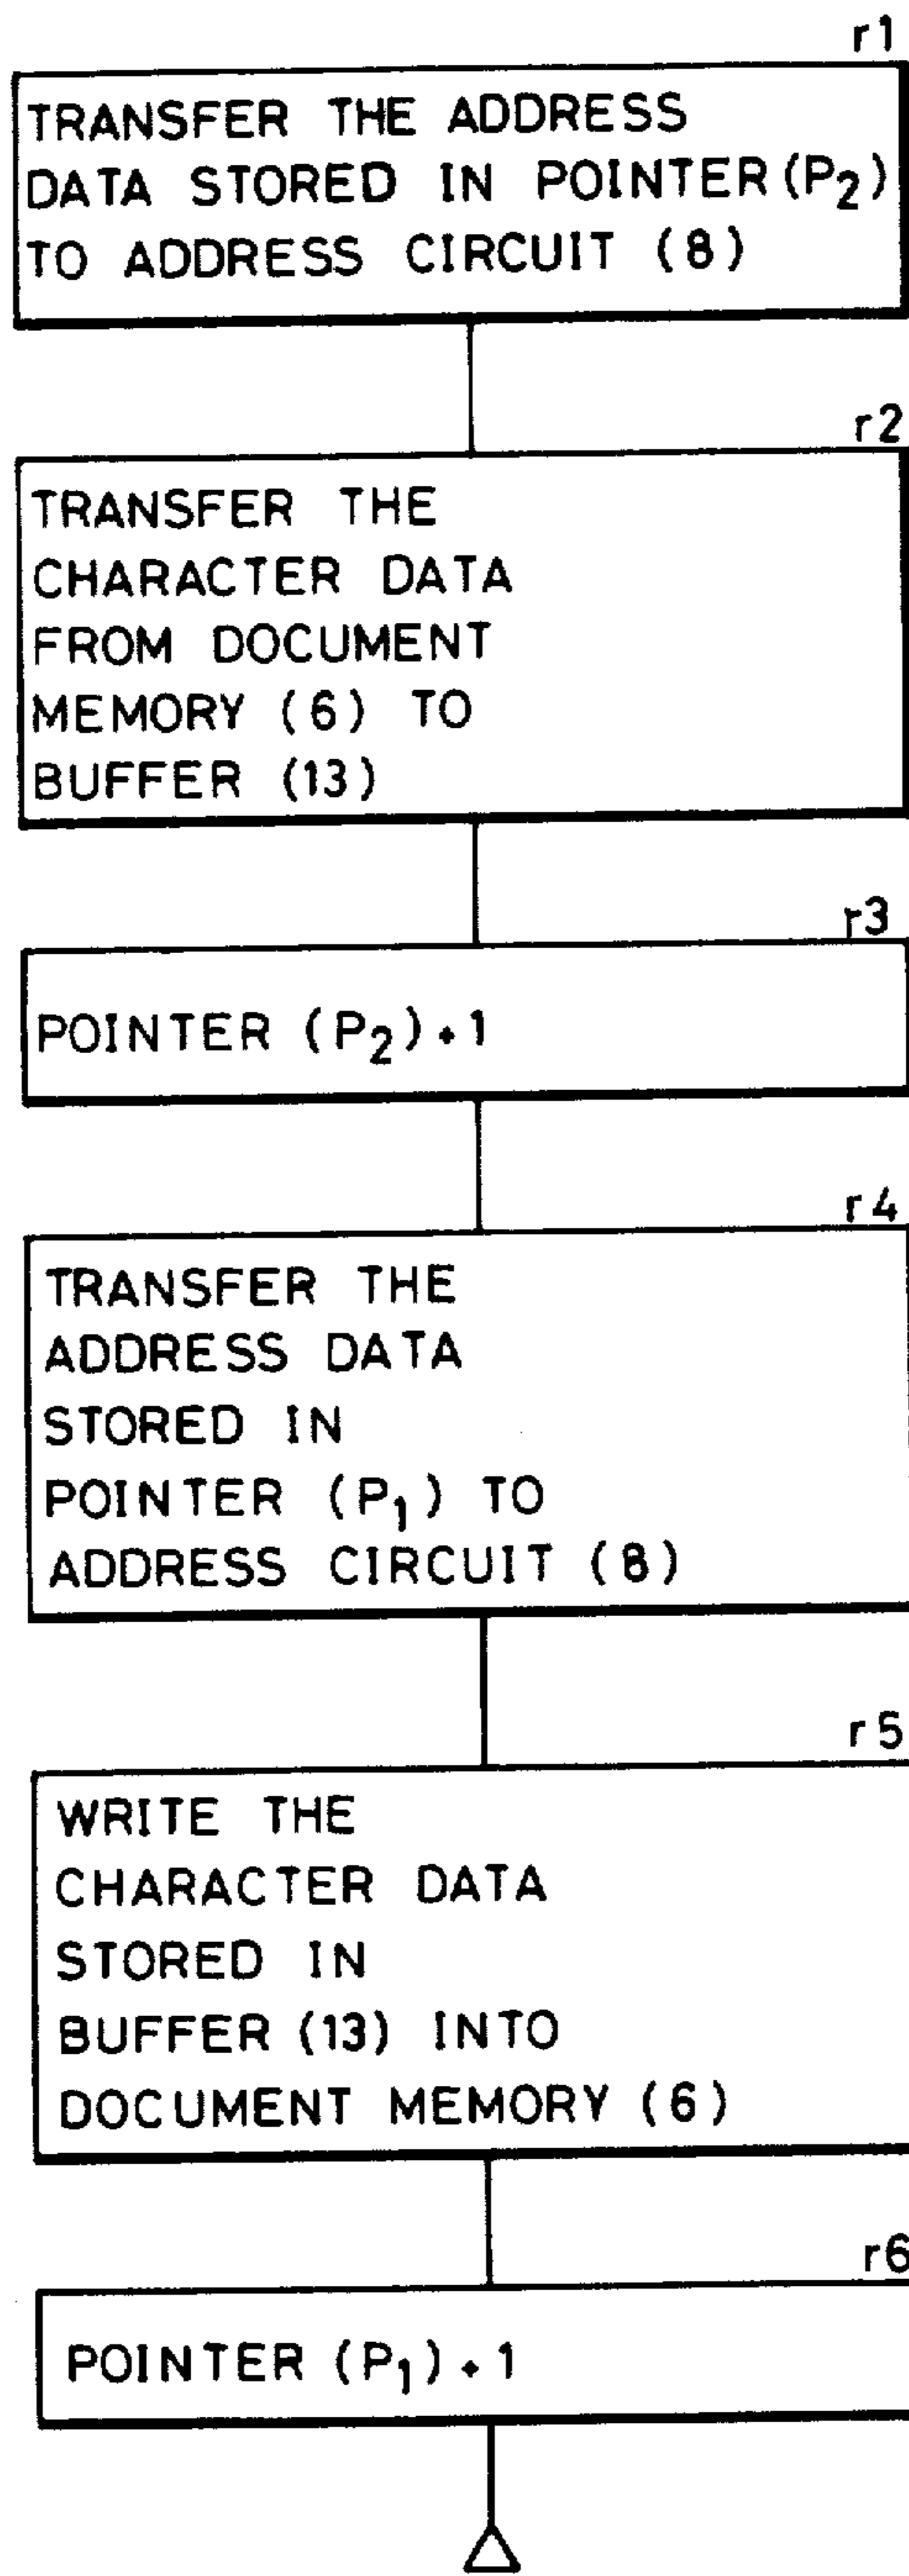 r1
TRANSFER THE ADDRESS
DATA STORED IN POINTER (P₂)
TO ADDRESS CIRCUIT (8)
r2
TRANSFER THE
CHARACTER DATA
FROM DOCUMENT
MEMORY (6) TO
BUFFER (13)
r3
POINTER (P₂)+1
r4
TRANSFER THE
ADDRESS DATA
STORED IN
POINTER (P₁) TO
ADDRESS CIRCUIT (8)
r5
WRITE THE
CHARACTER DATA
STORED IN
BUFFER (13) INTO
DOCUMENT MEMORY (6)
r6
POINTER (P₁)+1